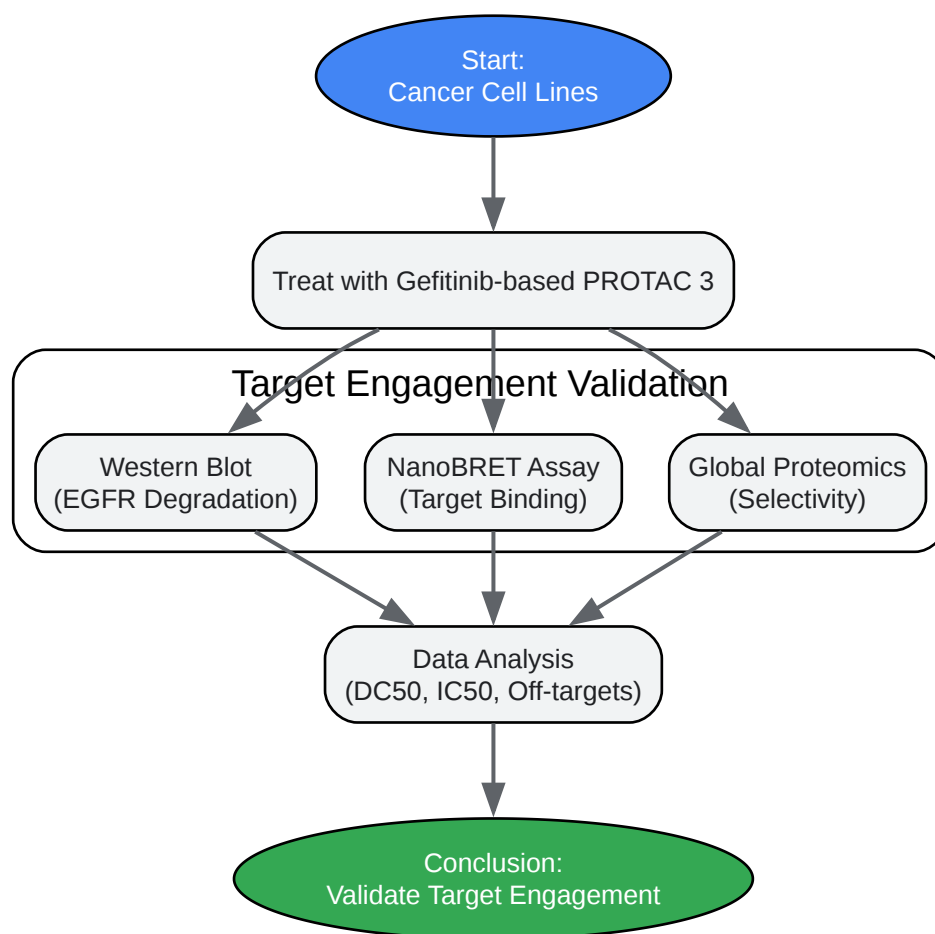 Start:
Cancer Cell Lines
Treat with Gefitinib-based PROTAC 3
Target Engagement Validation
Western Blot
(EGFR Degradation)
NanoBRET Assay
(Target Binding)
Global Proteomics
(Selectivity)
Data Analysis
(DC50, IC50, Off-targets)
Conclusion:
Validate Target Engagement